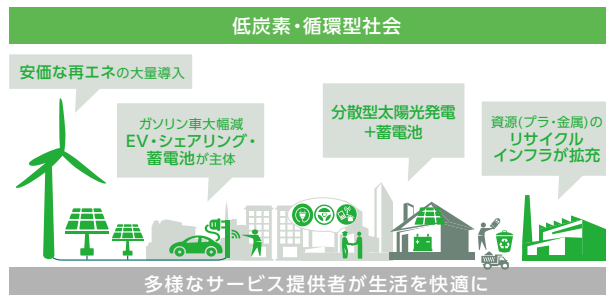 低炭素・循環型社会
安価な再エネの大量導入
ガソリン車大幅減
EV・シェアリング・
蓄電池が主体
分散型太陽光発電
+蓄電池
資源(プラ・金属)の
リサイクル
インフラが拡充
多様なサービス提供者が生活を快適に